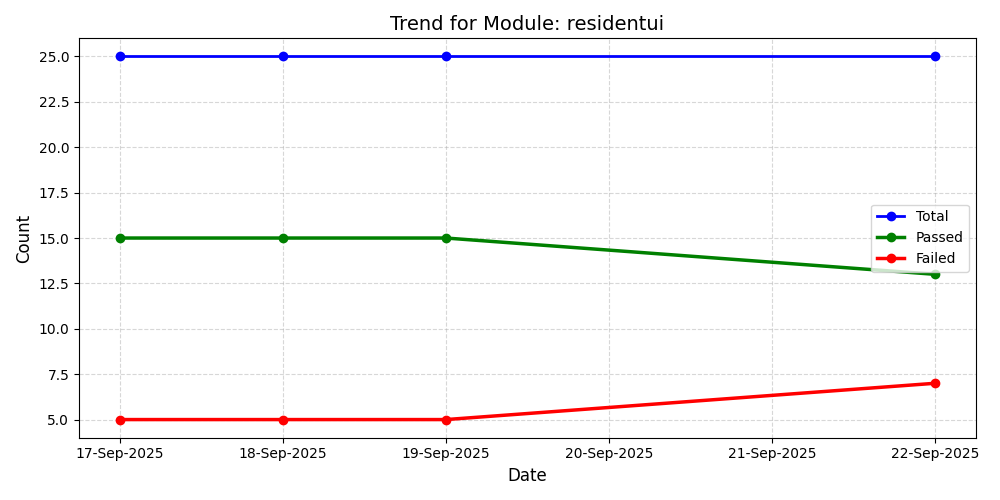 Trend for Module: residentui
25.0
22.5
20.0
17.5
15.0
12.5
10.0
7.5
5.0
Count
Total
Passed
Failed
17-Sep-2025 18-Sep-2025 19-Sep-2025 20-Sep-2025 21-Sep-2025 22-Sep-2025
Date